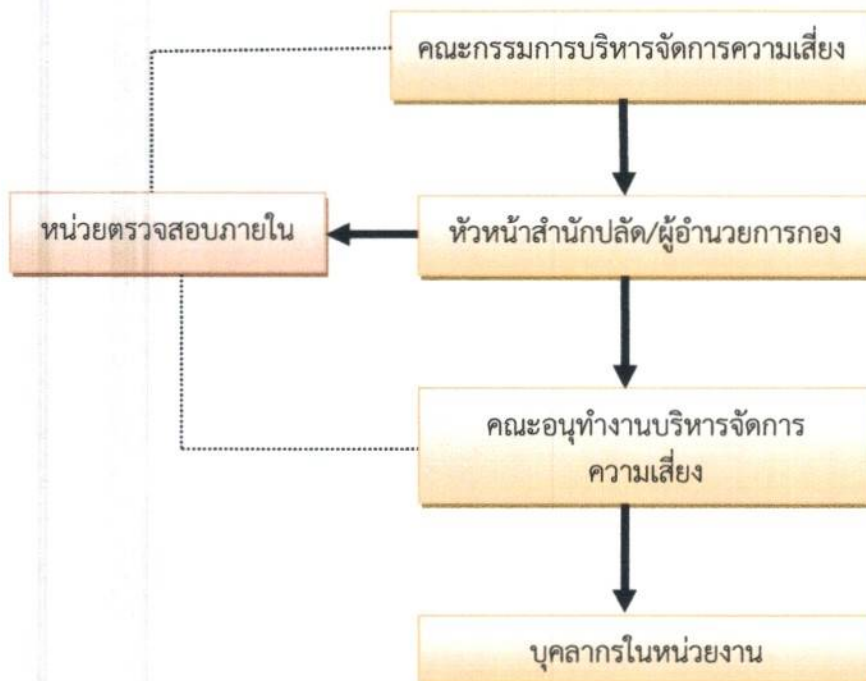 คณะกรรมการบริหารจัดการความเสี่ยง
หน่วยตรวจสอบภายใน
หัวหน้าสำนักปลัด/ผู้อำนวยการกอง
คณะอนุทำงานบริหารจัดการ
ความเสี่ยง
บุคลากรในหน่วยงาน